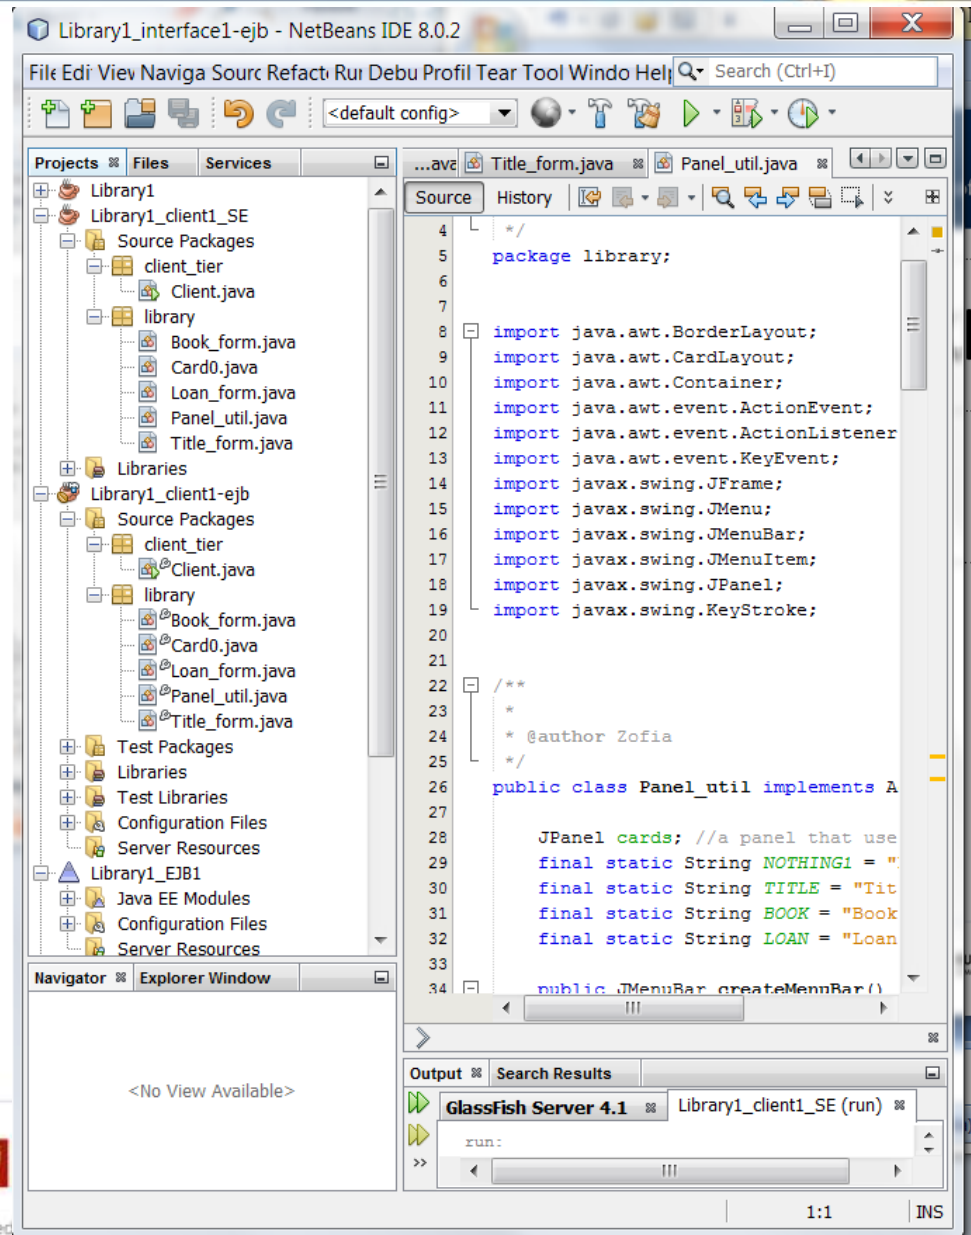 Library1_interface1-ejb - NetBeans IDE 8.0.2
File Edi View Naviga Sourc Refact Rur Debu Profil Tear Tool Windo Help Search (Ctrl+I)
<default config>
Projects Files Services
...ava Title_form.java Panel_util.java
Source History
Library1
Library1_client1_SE
Source Packages
client_tier
Client.java
library
Book_form.java
Card0.java
Loan_form.java
Panel_util.java
Title_form.java
Libraries
Library1_client1-ejb
Source Packages
client_tier
Client.java
library
Book_form.java
Card0.java
Loan_form.java
Panel_util.java
Title_form.java
Test Packages
Libraries
Test Libraries
Configuration Files
Server Resources
Library1_EJB1
Java EE Modules
Configuration Files
Server Resources
4 */
5 package library;
6
7
8 import java.awt.BorderLayout;
9 import java.awt.CardLayout;
10 import java.awt.Container;
11 import java.awt.event.ActionEvent;
12 import java.awt.event.ActionListener
13 import java.awt.event.KeyEvent;
14 import javax.swing.JFrame;
15 import javax.swing.JMenu;
16 import javax.swing.JMenuBar;
17 import javax.swing.JMenuItem;
18 import javax.swing.JPanel;
19 import javax.swing.KeyStroke;
20
21
22 /**
23 *
24 * @author Zofia
25 */
26 public class Panel_util implements A
27
28 JPanel cards; //a panel that use
29 final static String NOTHING1 = "
30 final static String TITLE = "Tit
31 final static String BOOK = "Book
32 final static String LOAN = "Loan
33
34 public JMenuBar createMenuBar()
Navigator Explorer Window
<No View Available>
Output Search Results
GlassFish Server 4.1 Library1_client1_SE (run)
run:
1:1 INS